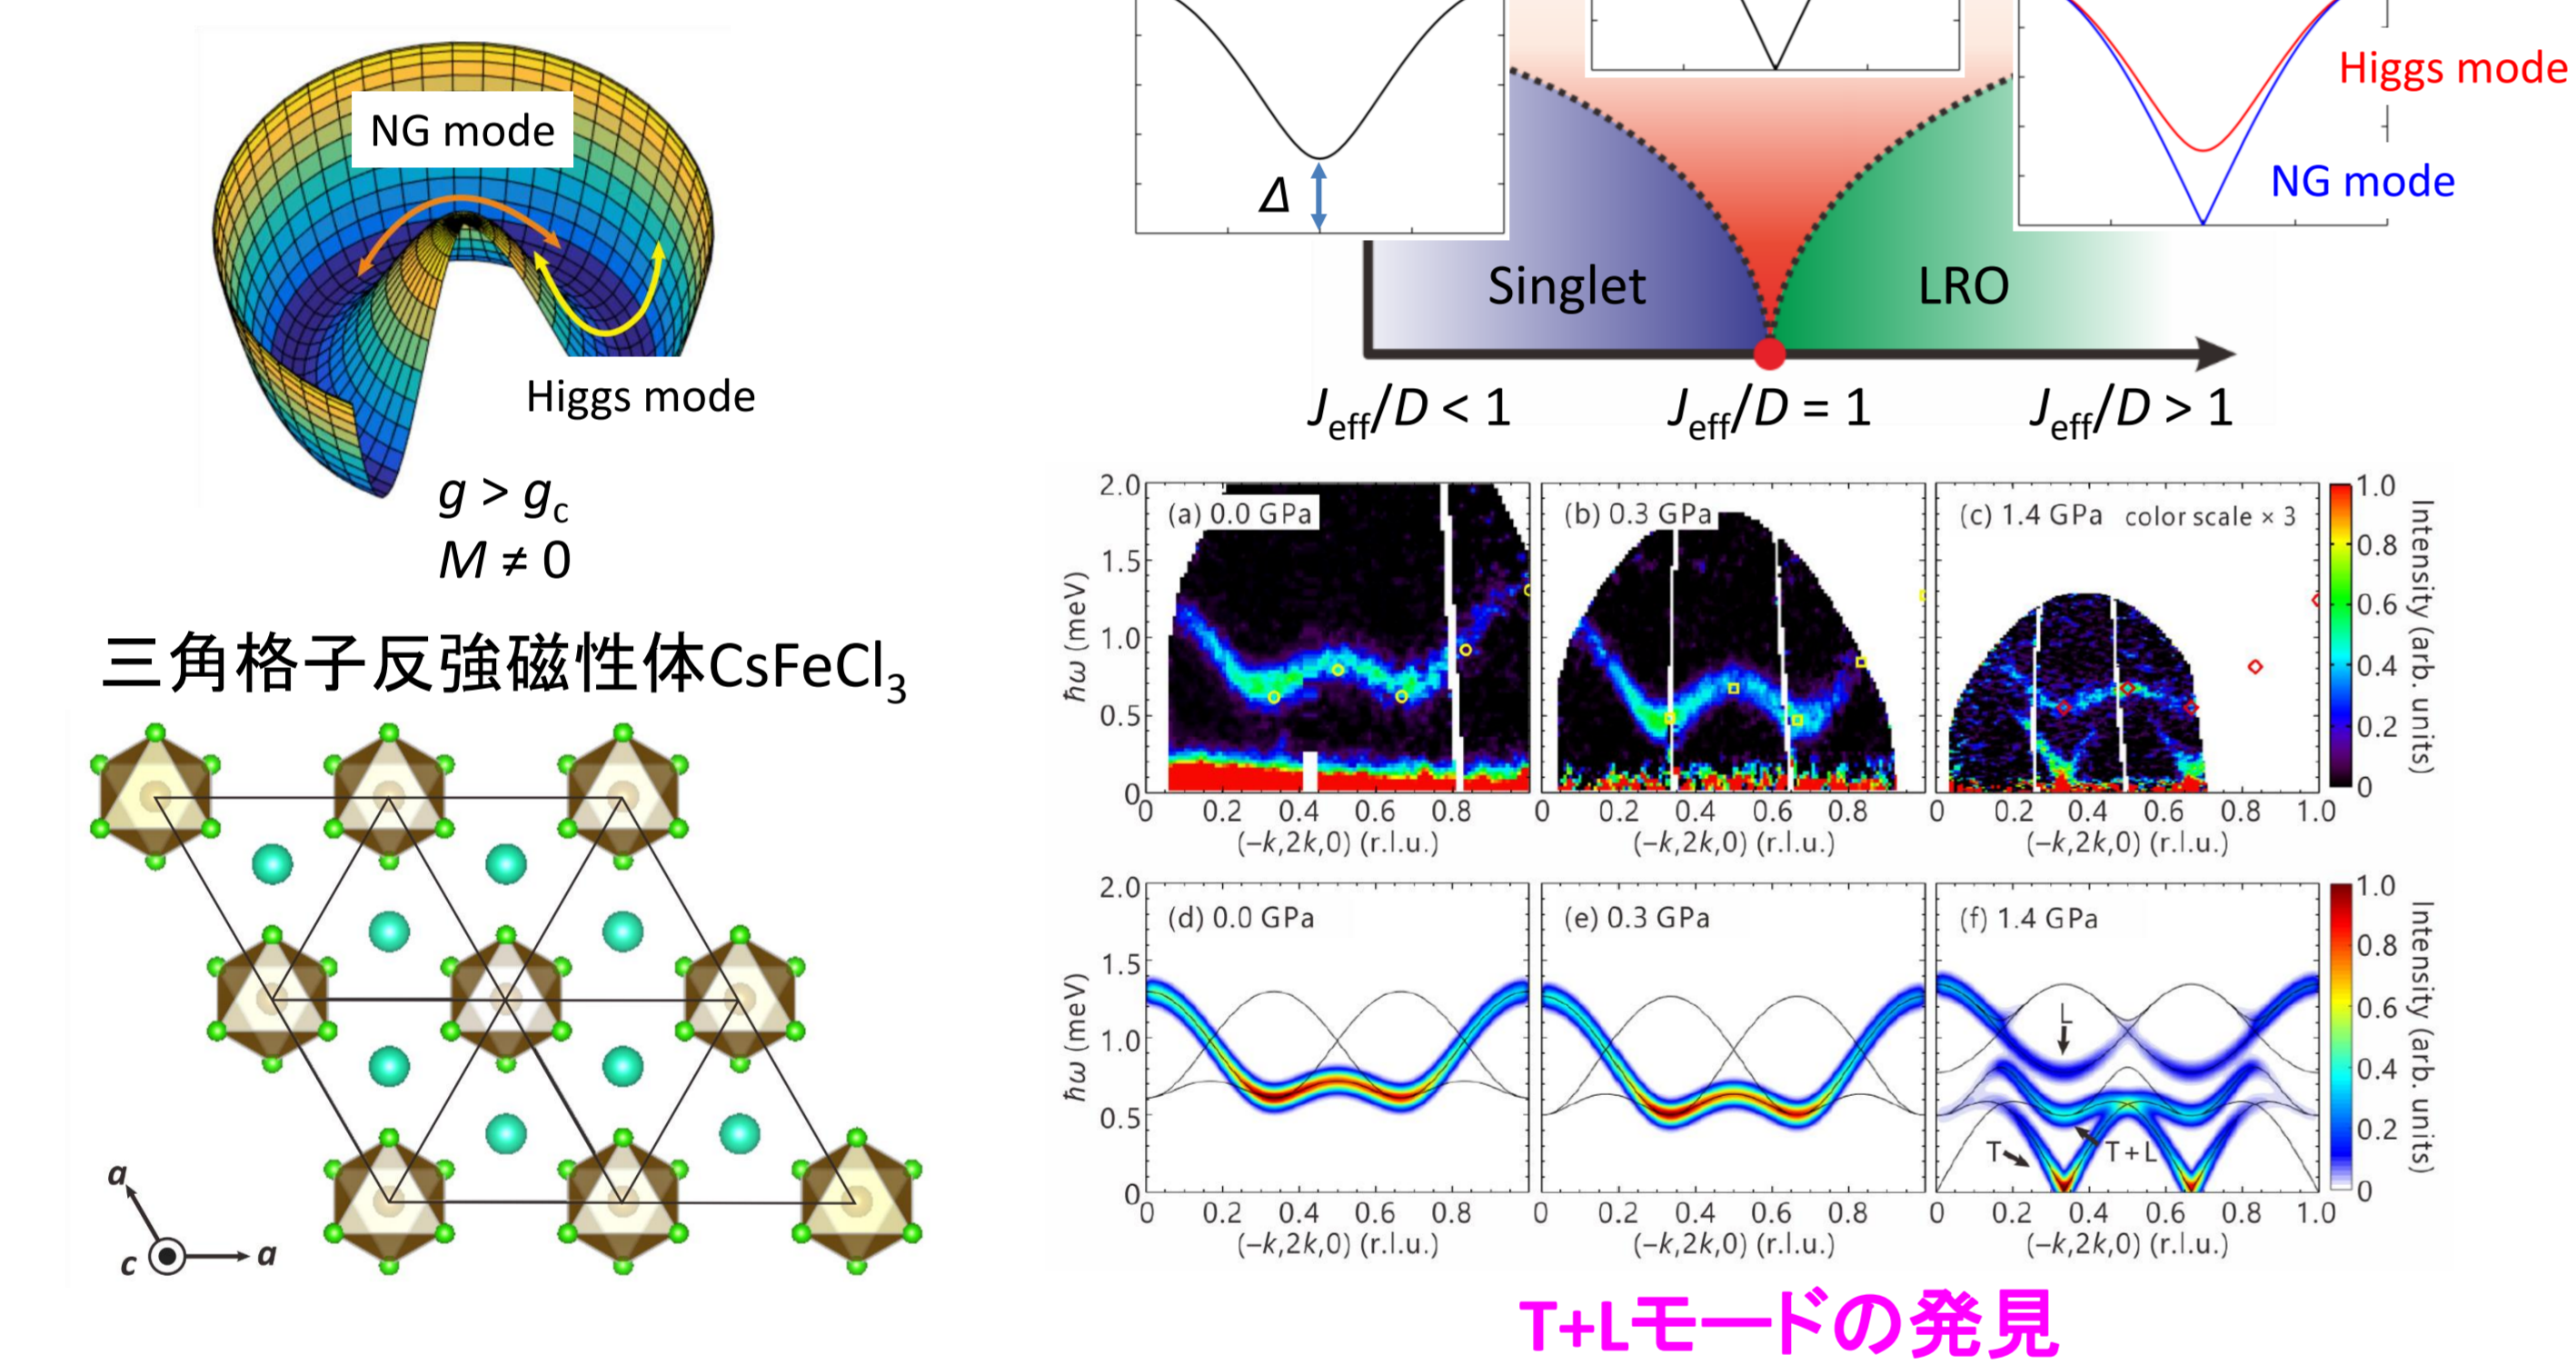 NG mode
Higgs mode
g > gc
M ≠ 0
三角格子反強磁性体CsFeCl3
a
c
a
Δ
Higgs mode
NG mode
Singlet
LRO
Jeff/D < 1
Jeff/D = 1
Jeff/D > 1
(a) 0.0 GPa
(b) 0.3 GPa
(c) 1.4 GPa color scale × 3
ħω (meV)
2.0
1.5
1.0
0.5
0
0 0.2 0.4 0.6 0.8
0 0.2 0.4 0.6 0.8
0 0.2 0.4 0.6 0.8 1.0
(−k,2k,0) (r.l.u.)
(−k,2k,0) (r.l.u.)
(−k,2k,0) (r.l.u.)
1.0
0.8
0.6
0.4
0.2
0
Intensity (arb. units)
(d) 0.0 GPa
(e) 0.3 GPa
(f) 1.4 GPa
L
T
T+L
ħω (meV)
2.0
1.5
1.0
0.5
0
0 0.2 0.4 0.6 0.8
0 0.2 0.4 0.6 0.8
0 0.2 0.4 0.6 0.8 1.0
(−k,2k,0) (r.l.u.)
(−k,2k,0) (r.l.u.)
(−k,2k,0) (r.l.u.)
1.0
0.8
0.6
0.4
0.2
0
Intensity (arb. units)
T+Lモードの発見